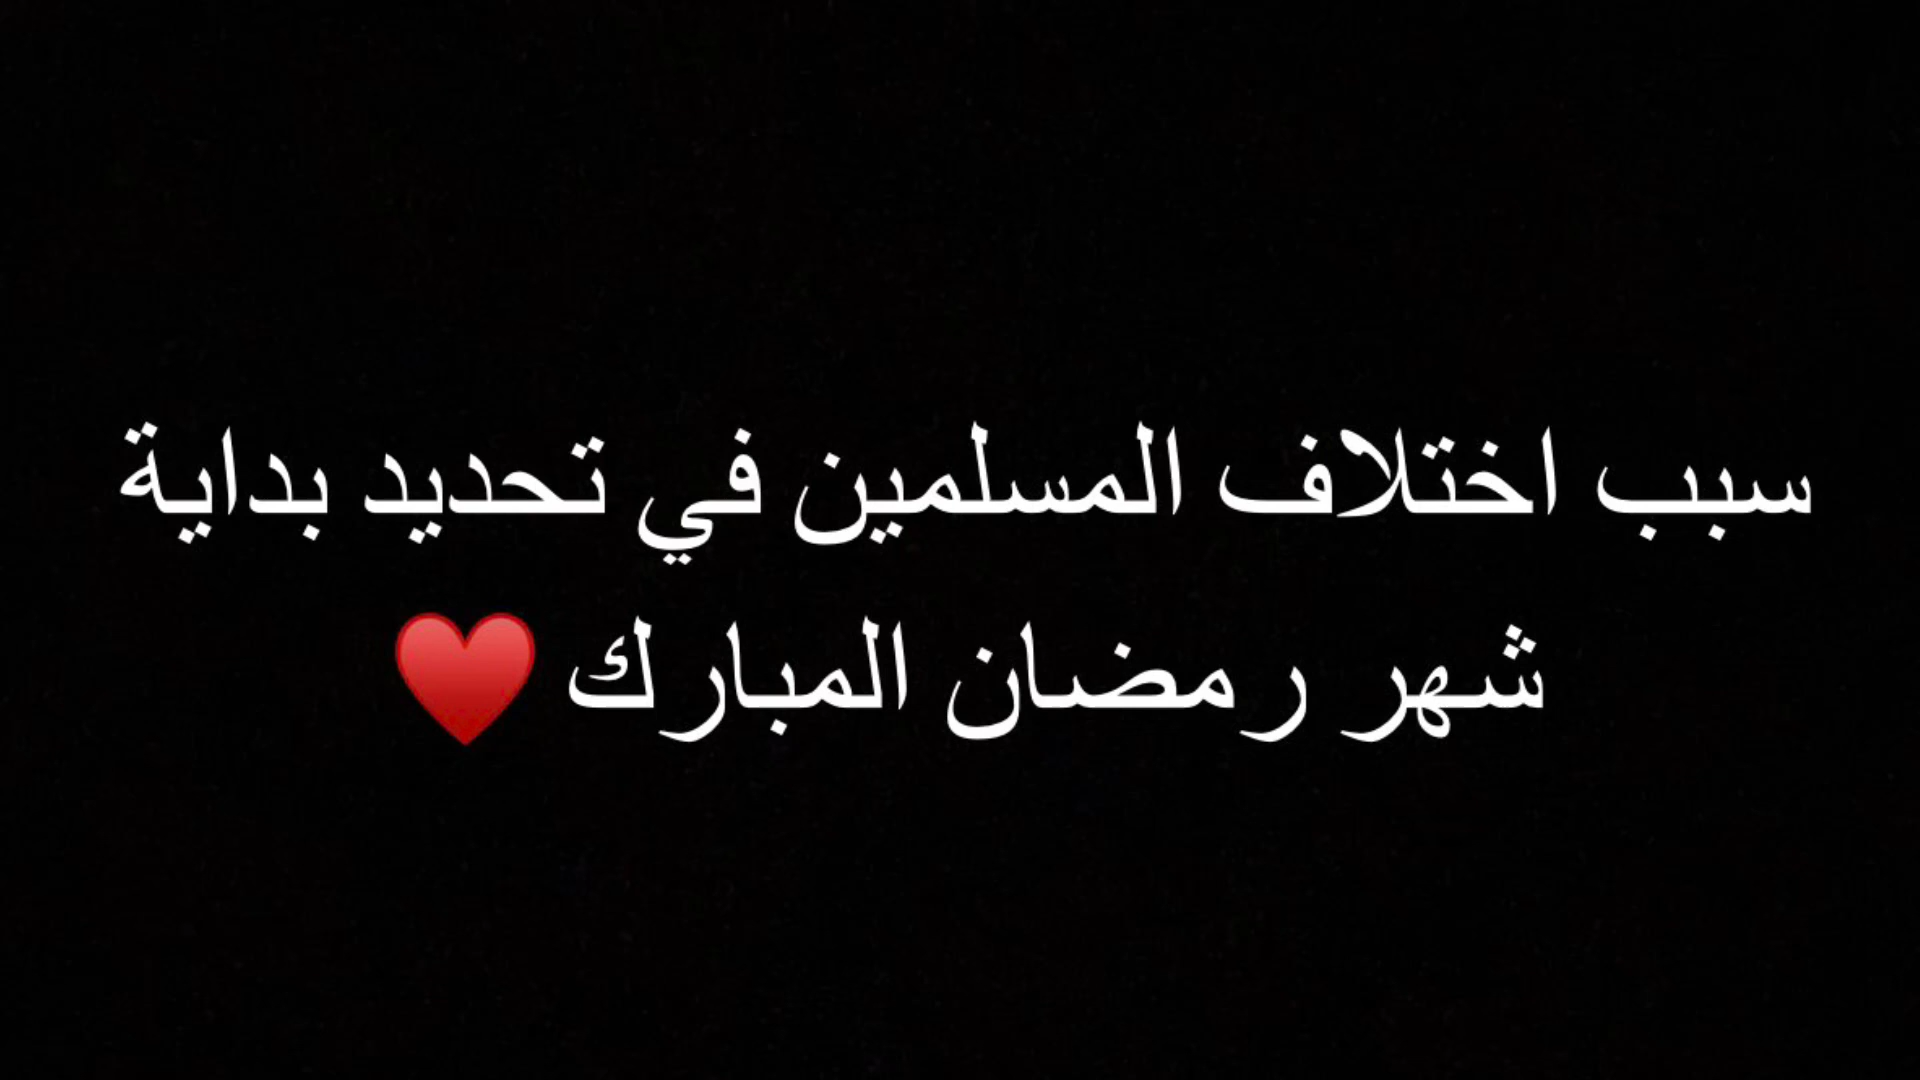 سبب اختلاف المسلمين في تحديد بداية
شهر رمضان المبارك ♥️